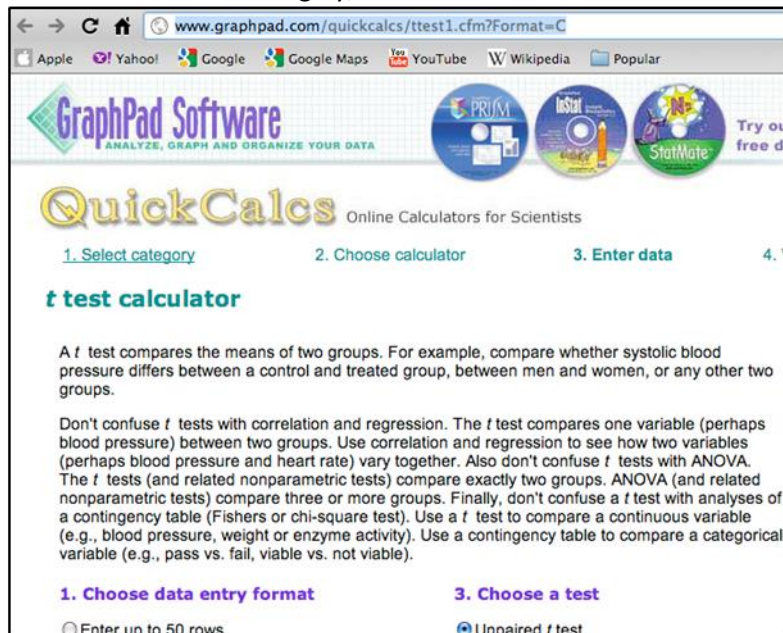 www.graphpad.com/quickcalcs/ttest1.cfm?Format=C
Apple Yahoo! Google Google Maps You Tube YouTube W Wikipedia Popular
GraphPad Software
ANALYZE, GRAPH AND ORGANIZE YOUR DATA
PRISM InStat StatMate
Try ou
free d
QuickCalcs Online Calculators for Scientists
1. Select category 2. Choose calculator 3. Enter data 4.
t test calculator
A t test compares the means of two groups. For example, compare whether systolic blood
pressure differs between a control and treated group, between men and women, or any other two
groups.
Don't confuse t tests with correlation and regression. The t test compares one variable (perhaps
blood pressure) between two groups. Use correlation and regression to see how two variables
(perhaps blood pressure and heart rate) vary together. Also don't confuse t tests with ANOVA.
The t tests (and related nonparametric tests) compare exactly two groups. ANOVA (and related
nonparametric tests) compare three or more groups. Finally, don't confuse a t test with analyses of
a contingency table (Fishers or chi-square test). Use a t test to compare a continuous variable
(e.g., blood pressure, weight or enzyme activity). Use a contingency table to compare a categorical
variable (e.g., pass vs. fail, viable vs. not viable).
1. Choose data entry format 3. Choose a test
Enter up to 50 rows Unpaired t test